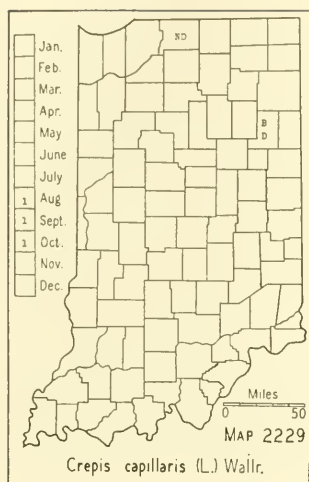 ND
Jan.
Feb.
Mar.
Apr.
May
June
July
1 Aug
1 Sept.
1 Oct.
Nov.
Dec.
B
D
Miles
0 50
MAP 2229
Crepis capillaris (L.) Wallr.